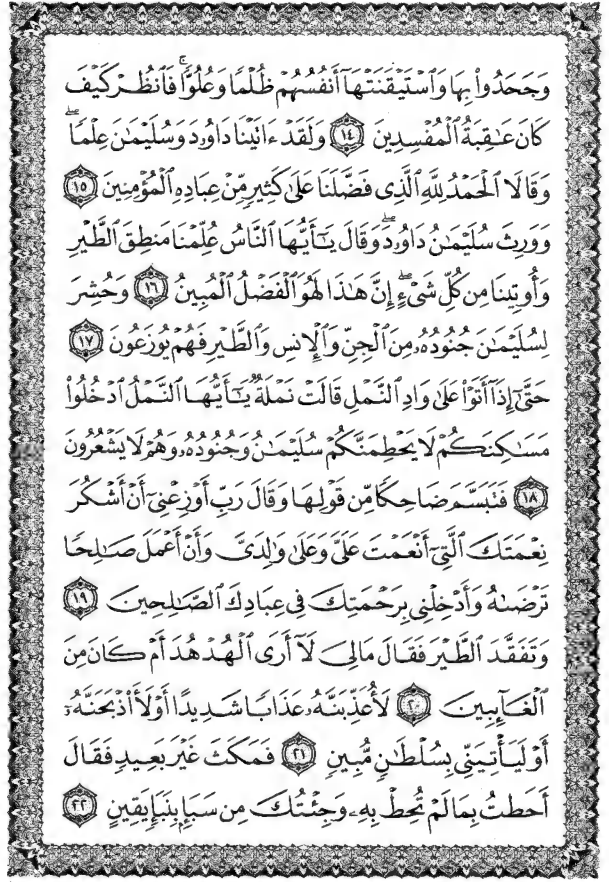 وَجَحَدُوا۟ بِهَا وَٱسْتَيْقَنَتْهَآ أَنفُسُهُمْ ظُلْمًا وَعُلُوًّا ۚ فَٱنظُرْ كَيْفَ
كَانَ عَٰقِبَةُ ٱلْمُفْسِدِينَ ﴿١٤﴾ وَلَقَدْ ءَاتَيْنَا دَاوُۥدَ وَسُلَيْمَٰنَ عِلْمًا ۖ
وَقَالَا ٱلْحَمْدُ لِلَّهِ ٱلَّذِى فَضَّلَنَا عَلَىٰ كَثِيرٍ مِّنْ عِبَادِهِ ٱلْمُؤْمِنِينَ ﴿١٥﴾
وَوَرِثَ سُلَيْمَٰنُ دَاوُۥدَ ۖ وَقَالَ يَٰٓأَيُّهَا ٱلنَّاسُ عُلِّمْنَا مَنطِقَ ٱلطَّيْرِ
وَأُوتِينَا مِن كُلِّ شَىْءٍ ۖ إِنَّ هَٰذَا لَهُوَ ٱلْفَضْلُ ٱلْمُبِينُ ﴿١٦﴾ وَحُشِرَ
لِسُلَيْمَٰنَ جُنُودُهُۥ مِنَ ٱلْجِنِّ وَٱلْإِنسِ وَٱلطَّيْرِ فَهُمْ يُوزَعُونَ ﴿١٧﴾
حَتَّىٰٓ إِذَآ أَتَوْا۟ عَلَىٰ وَادِ ٱلنَّمْلِ قَالَتْ نَمْلَةٌ يَٰٓأَيُّهَا ٱلنَّمْلُ ٱدْخُلُوا۟
مَسَٰكِنَكُمْ لَا يَحْطِمَنَّكُمْ سُلَيْمَٰنُ وَجُنُودُهُۥ وَهُمْ لَا يَشْعُرُونَ
﴿١٨﴾ فَتَبَسَّمَ ضَاحِكًا مِّن قَوْلِهَا وَقَالَ رَبِّ أَوْزِعْنِىٓ أَنْ أَشْكُرَ
نِعْمَتَكَ ٱلَّتِىٓ أَنْعَمْتَ عَلَىَّ وَعَلَىٰ وَٰلِدَىَّ وَأَنْ أَعْمَلَ صَٰلِحًا
تَرْضَىٰهُ وَأَدْخِلْنِى بِرَحْمَتِكَ فِى عِبَادِكَ ٱلصَّٰلِحِينَ ﴿١٩﴾
وَتَفَقَّدَ ٱلطَّيْرَ فَقَالَ مَالِىَ لَآ أَرَى ٱلْهُدْهُدَ أَمْ كَانَ مِنَ
ٱلْغَآئِبِينَ ﴿٢٠﴾ لَأُعَذِّبَنَّهُۥ عَذَابًا شَدِيدًا أَوْ لَأَا۟ذْبَحَنَّهُۥٓ
أَوْ لَيَأْتِيَنِّى بِسُلْطَٰنٍ مُّبِينٍ ﴿٢١﴾ فَمَكَثَ غَيْرَ بَعِيدٍ فَقَالَ
أَحَطتُ بِمَا لَمْ تُحِطْ بِهِۦ وَجِئْتُكَ مِن سَبَإٍۭ بِنَبَإٍ يَقِينٍ ﴿٢٢﴾